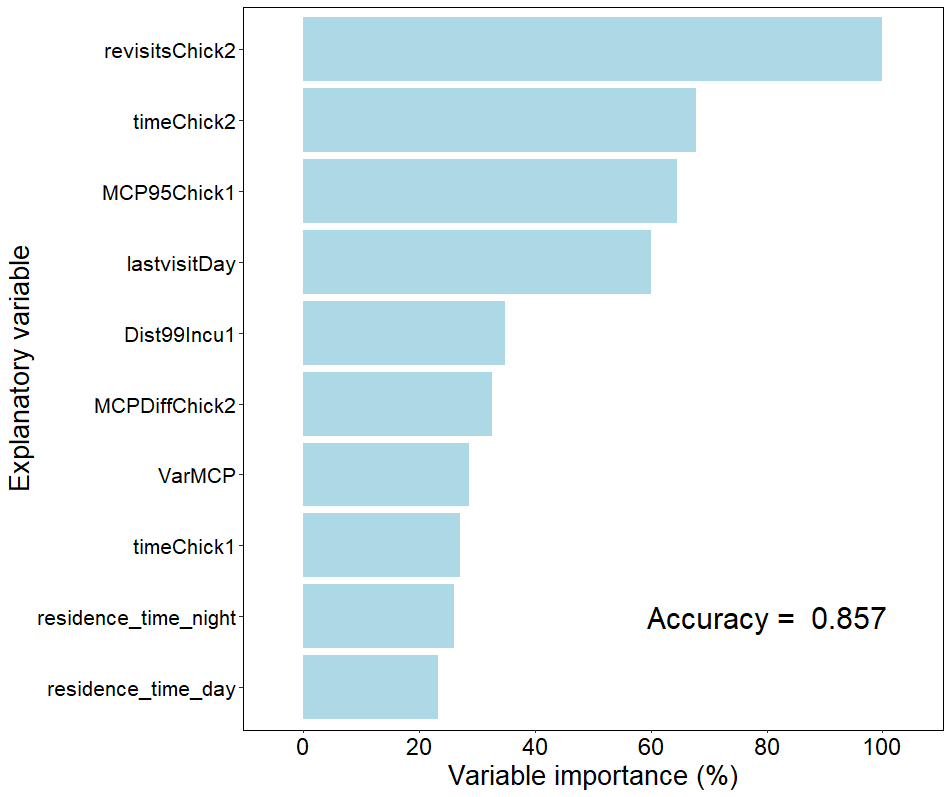 Explanatory variable
revisitsChick2
timeChick2
MCP95Chick1
lastvisitDay
Dist99Incu1
MCPDiffChick2
VarMCP
timeChick1
residence_time_night
residence_time_day
Accuracy = 0.857
0 20 40 60 80 100
Variable importance (%)